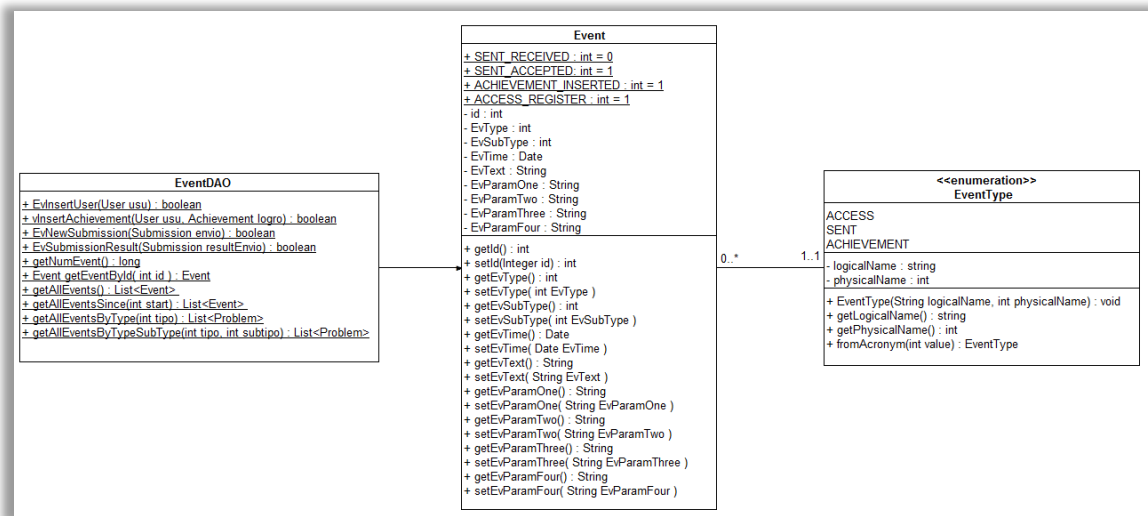 EventDAO
+ EvInsertUser(User usu) : boolean
+ vInsertAchievement(User usu, Achievement logro) : boolean
+ EvNewSubmission(Submission envio) : boolean
+ EvSubmissionResult(Submission resultEnvio) : boolean
+ getNumEvent() : long
+ Event getEventById( int id ) : Event
+ getAllEvents() : List<Event>
+ getAllEventsSince(int start) : List<Event>
+ getAllEventsByType(int tipo) : List<Problem>
+ getAllEventsByTypeSubType(int tipo, int subtipo) : List<Problem>
Event
+ SENT_RECEIVED : int = 0
+ SENT_ACCEPTED: int = 1
+ ACHIEVEMENT_INSERTED : int = 1
+ ACCESS_REGISTER : int = 1
- id : int
- EvType : int
- EvSubType : int
- EvTime : Date
- EvText : String
- EvParamOne : String
- EvParamTwo : String
- EvParamThree : String
- EvParamFour : String
+ getId() : int
+ setId(Integer id) : int
+ getEvType() : int
+ setEvType( int EvType )
+ getEvSubType() : int
+ setEvSubType( int EvSubType )
+ getEvTime() : Date
+ setEvTime( Date EvTime )
+ getEvText() : String
+ setEvText( String EvText )
+ getEvParamOne() : String
+ setEvParamOne( String EvParamOne )
+ getEvParamTwo() : String
+ setEvParamTwo( String EvParamTwo )
+ getEvParamThree() : String
+ setEvParamThree( String EvParamThree )
+ getEvParamFour() : String
+ setEvParamFour( String EvParamFour )
0..*
1..1
<<enumeration>>
EventType
ACCESS
SENT
ACHIEVEMENT
- logicalName : string
- physicalName : int
+ EventType(String logicalName, int physicalName) : void
+ getLogicalName() : string
+ getPhysicalName() : int
+ fromAcronym(int value) : EventType